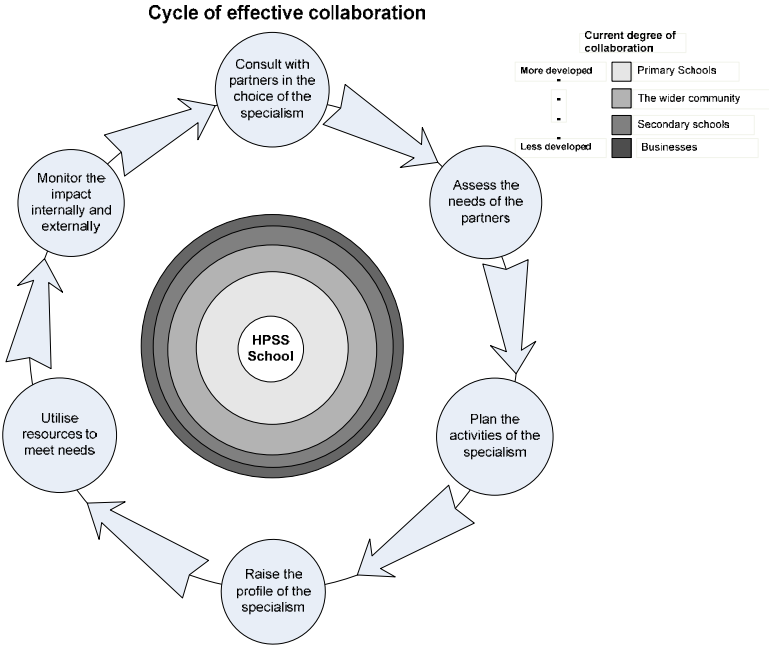 Cycle of effective collaboration
Current degree of
collaboration
More developed
Primary Schools
The wider community
Secondary schools
Less developed
Businesses
Consult with
partners in the
choice of the
specialism
Assess the
needs of the
partners
Plan the
activities of the
specialism
Raise the
profile of the
specialism
Utilise
resources to
meet needs
Monitor the
impact
internally and
externally
HPSS
School